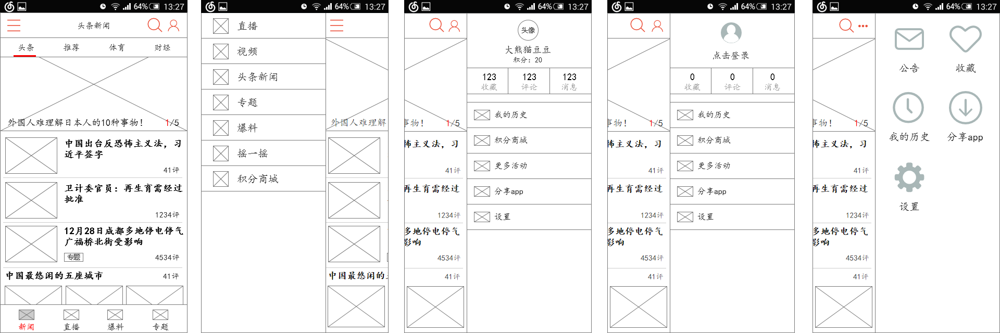 64% 13:27
头条新闻
头条 推荐 体育 财经
外国人难理解日本人的10种事物！ 1/5
中国出台反恐怖主义法，习
近平签字
41评
卫计委官员：再生育需经过
批准
1234评
12月28日成都多地停电停气
广福桥北街受影响
专题 4534评
中国最悠闲的五座城市 41评
新闻 直播 爆料 专题
64% 13:27
直播
视频
头条新闻
专题
爆料
摇一摇
积分商城
外国人难理解
中国最悠闲的
64% 13:27
事物！ 1/5
怖主义法，习
41评
再生育需经过
1234评
多地停电停气
影响
4534评
41评
头像
大熊猫豆豆
积分：20
123 123 123
收藏 评论 消息
我的历史
积分商城
更多活动
分享app
设置
64% 13:27
事物！ 1/5
怖主义法，习
41评
再生育需经过
1234评
多地停电停气
影响
4534评
41评
点击登录
0 0 0
收藏 评论 消息
我的历史
积分商城
更多活动
分享app
设置
64% 13:27
事物！ 1/5
怖主义法，习
41评
再生育需经过
1234评
多地停电停气
影响
4534评
41评
公告 收藏
我的历史 分享app
设置